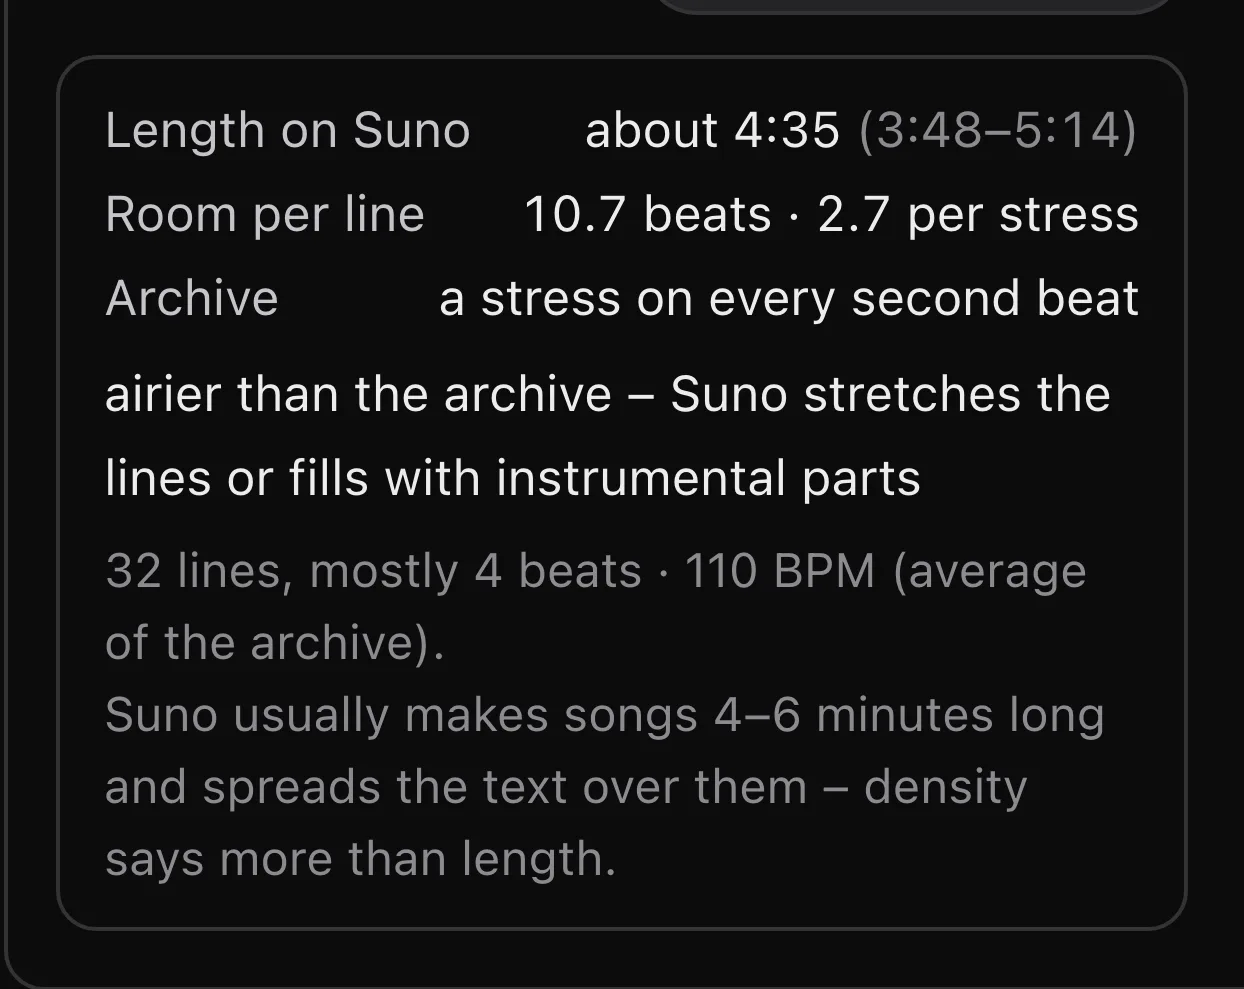 Length on Suno about 4:35 (3:48–5:14)
Room per line 10.7 beats · 2.7 per stress
Archive a stress on every second beat
airier than the archive – Suno stretches the
lines or fills with instrumental parts
32 lines, mostly 4 beats · 110 BPM (average
of the archive).
Suno usually makes songs 4–6 minutes long
and spreads the text over them – density
says more than length.